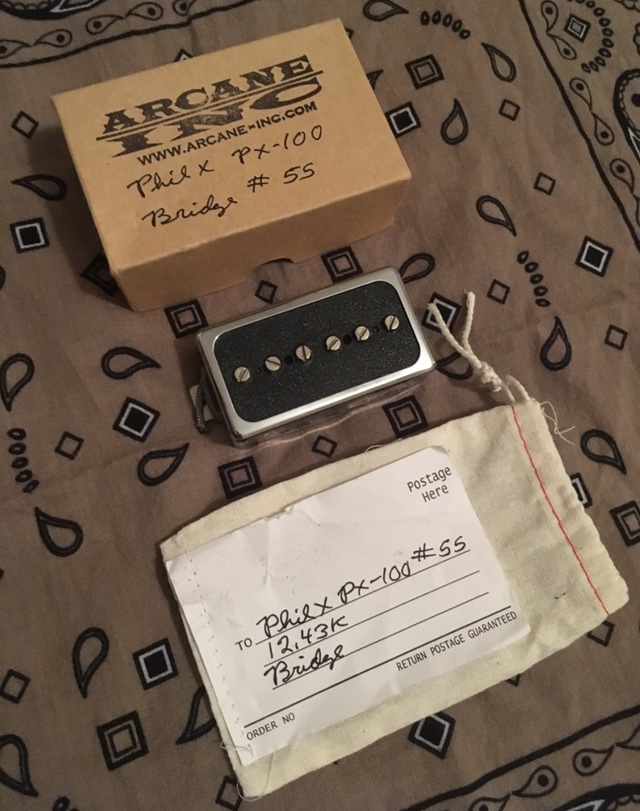 ARCANE
INC
WWW.ARCANE-INC.COM
Phil X PX-100
Bridge # 55
Postage
Here
TO Phil X PX-100 #55
12.43K
Bridge
RETURN POSTAGE GUARANTEED
ORDER NO